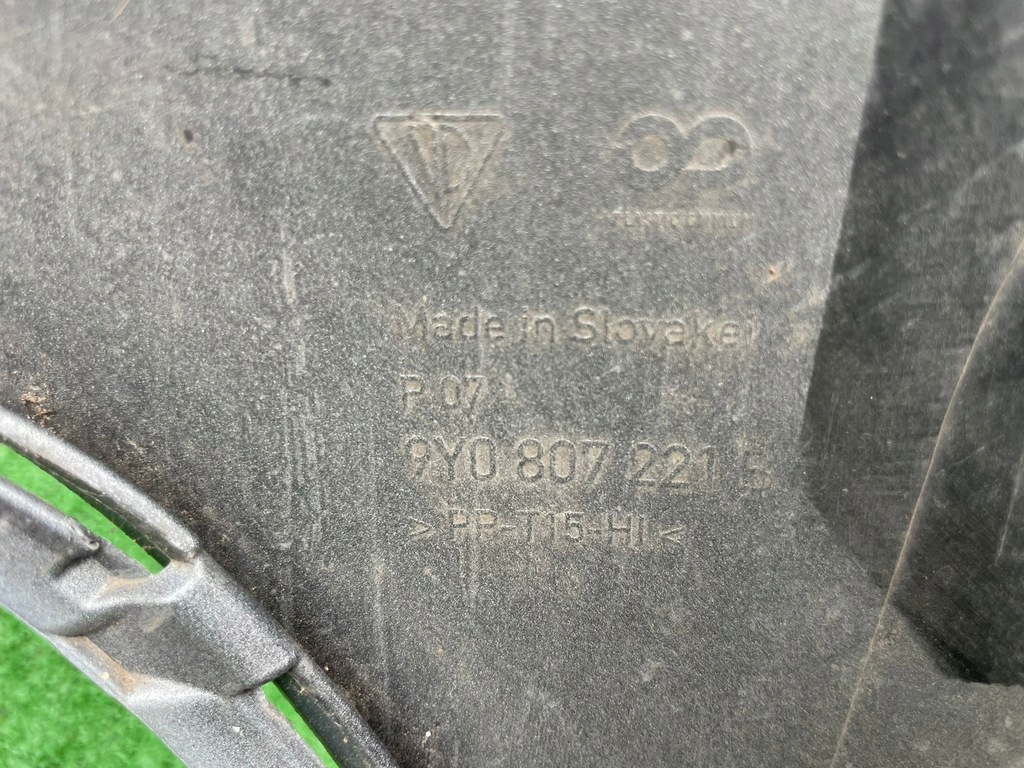 Made in Slovakei
P 07
9Y0 807 221
> PP-T15-HI <